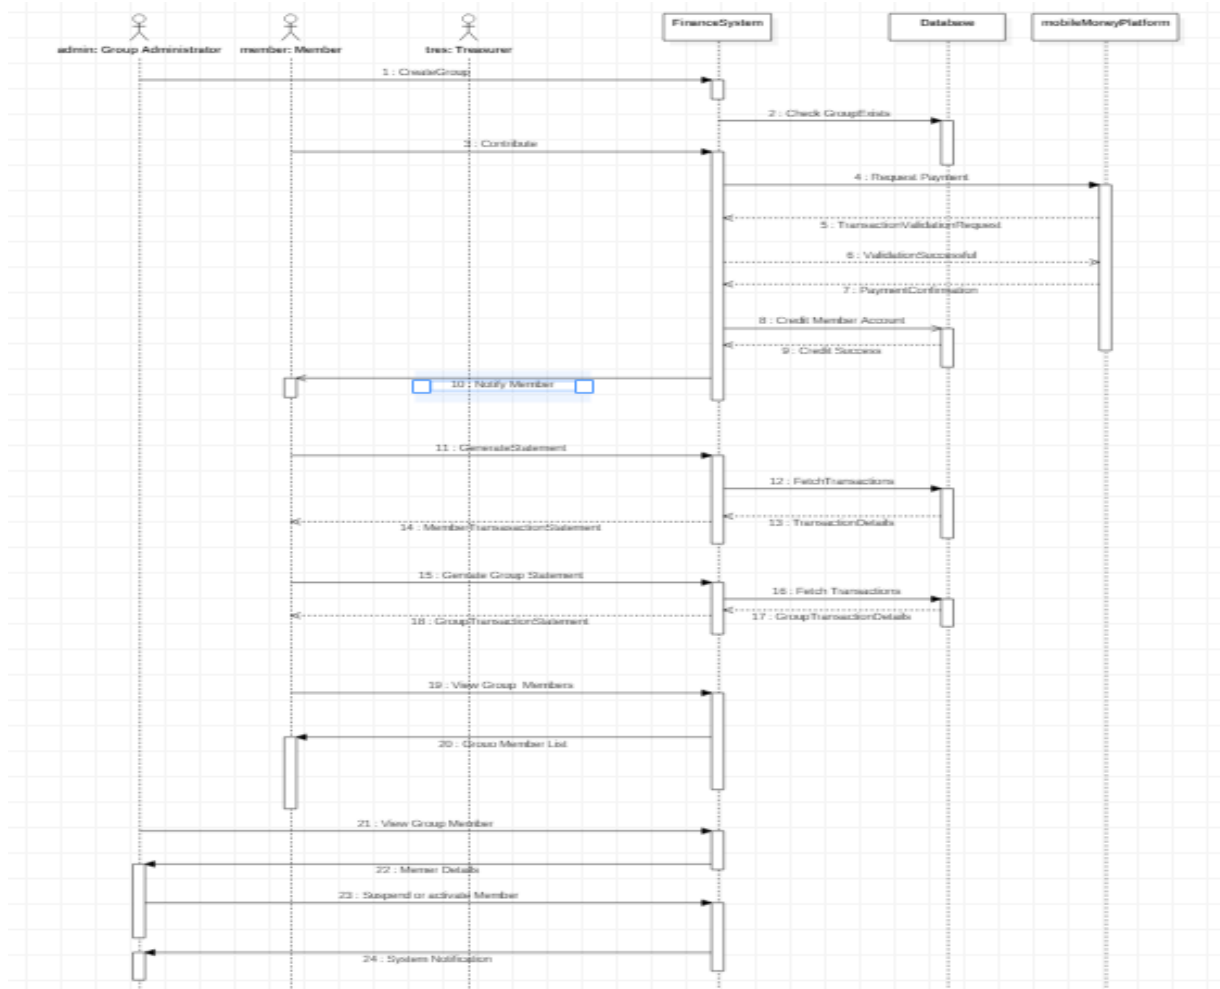 FinanceSystem
Database
mobileMoneyPlatform
admin: Group Administrator
member: Member
tres: Treasurer
1 : CreateGroup
2 : Check GroupExists
3 : Contribute
4 : Request Payment
5 : TransactionValidationRequest
6 : ValidationSuccessful
7 : PaymentConfirmation
8 : Credit Member Account
9 : Credit Success
10 : Notify Member
11 : GenerateStatement
12 : FetchTransactions
13 : TransactionDetails
14 : MemberTransasactionStatement
15 : Genrate Group Statement
16 : Fetch Transactions
17 : GroupTransactionDetails
18 : GroupTransactionStatement
19 : View Group Members
20 : Group Member List
21 : View Group Member
22 : Memer Details
23 : Suspend or activate Member
24 : System Notification